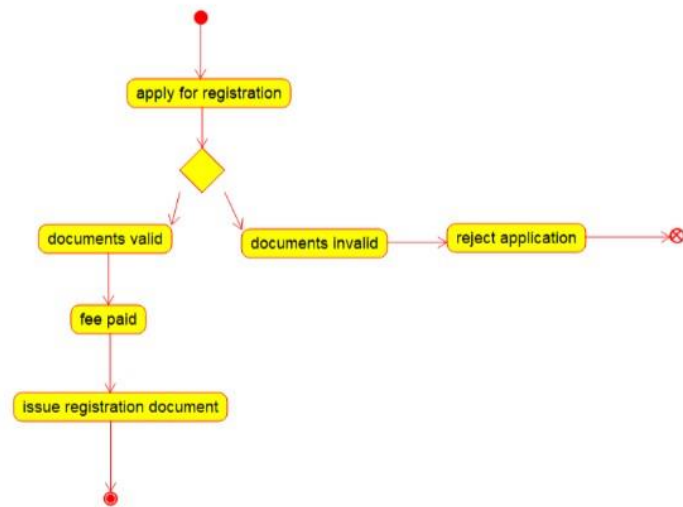 apply for registration
documents valid
documents invalid
reject application
fee paid
issue registration document